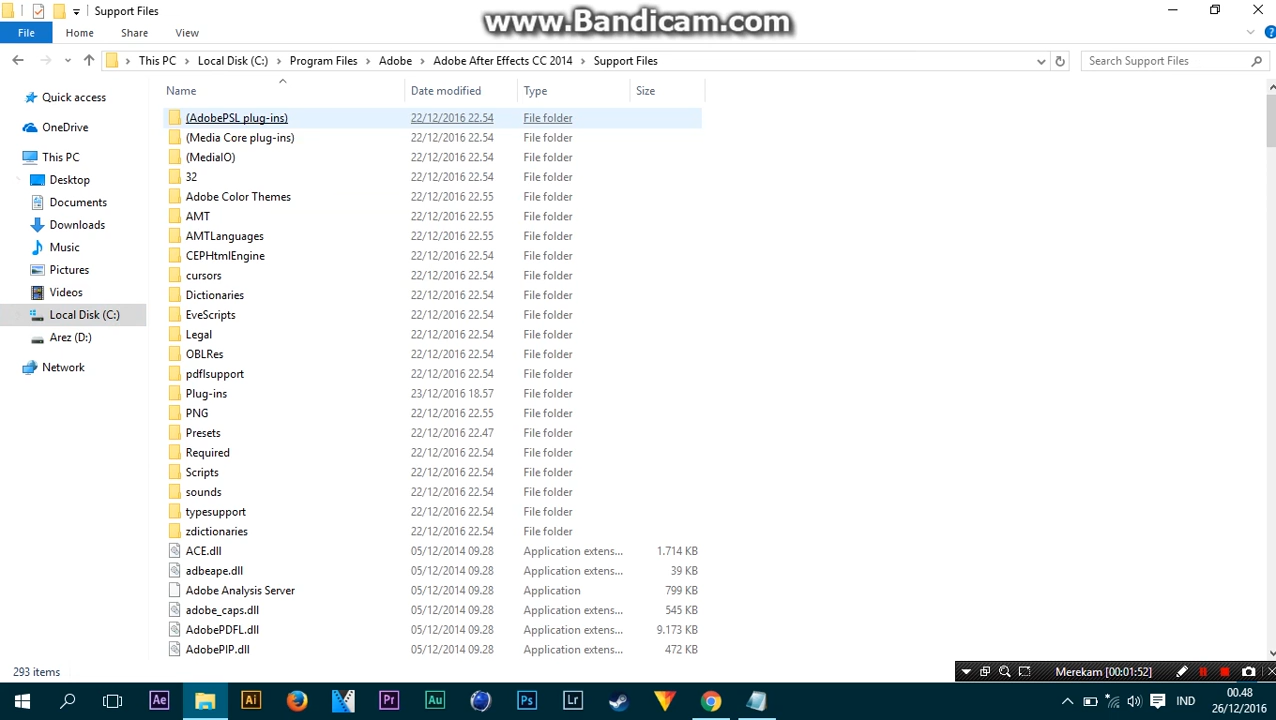 Support Files
www.Bandicam.com
File Home Share View
This PC Local Disk (C:) Program Files Adobe Adobe After Effects CC 2014 Support Files
Search Support Files
Name Date modified Type Size
Quick access
OneDrive
This PC
Desktop
Documents
Downloads
Music
Pictures
Videos
Local Disk (C:)
Arez (D:)
Network
(AdobePSL plug-ins) 22/12/2016 22.54 File folder
(Media Core plug-ins) 22/12/2016 22.54 File folder
(MediaIO) 22/12/2016 22.54 File folder
32 22/12/2016 22.54 File folder
Adobe Color Themes 22/12/2016 22.55 File folder
AMT 22/12/2016 22.55 File folder
AMTLanguages 22/12/2016 22.55 File folder
CEPHtmlEngine 22/12/2016 22.54 File folder
cursors 22/12/2016 22.54 File folder
Dictionaries 22/12/2016 22.54 File folder
EveScripts 22/12/2016 22.54 File folder
Legal 22/12/2016 22.54 File folder
OBLRes 22/12/2016 22.54 File folder
pdflsupport 22/12/2016 22.54 File folder
Plug-ins 23/12/2016 18.57 File folder
PNG 22/12/2016 22.55 File folder
Presets 22/12/2016 22.47 File folder
Required 22/12/2016 22.54 File folder
Scripts 22/12/2016 22.54 File folder
sounds 22/12/2016 22.54 File folder
typesupport 22/12/2016 22.54 File folder
zdictionaries 22/12/2016 22.54 File folder
ACE.dll 05/12/2014 09.28 Application extens... 1.714 KB
adbeape.dll 05/12/2014 09.28 Application extens... 39 KB
Adobe Analysis Server 05/12/2014 09.28 Application 799 KB
adobe_caps.dll 05/12/2014 09.28 Application extens... 545 KB
AdobePDFL.dll 05/12/2014 09.28 Application extens... 9.173 KB
AdobePIP.dll 05/12/2014 09.28 Application extens... 472 KB
293 items
Merekam [00:01:52]
Ae Ai Pr Au Ps Lr
IND
00.48
26/12/2016